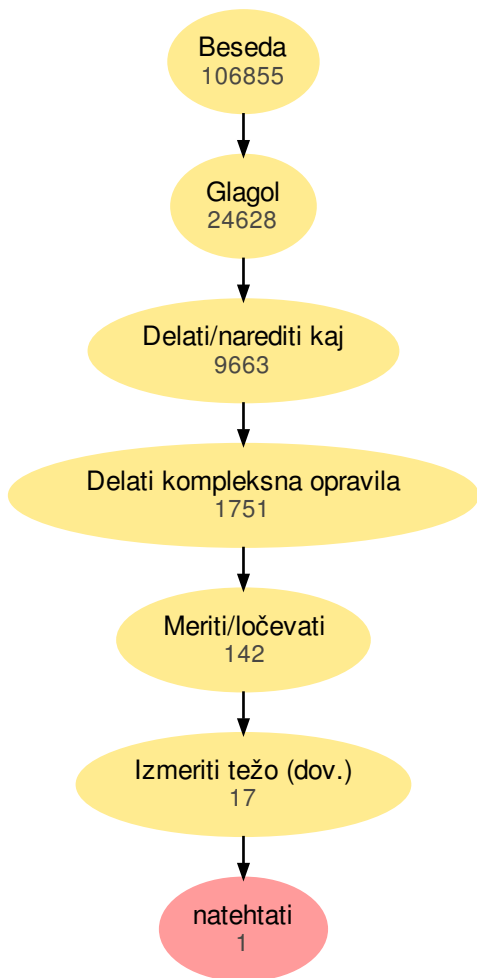 Beseda
106855
Glagol
24628
Delati/narediti kaj
9663
Delati kompleksna opravila
1751
Meriti/ločevati
142
Izmeriti težo (dov.)
17
natehtati
1